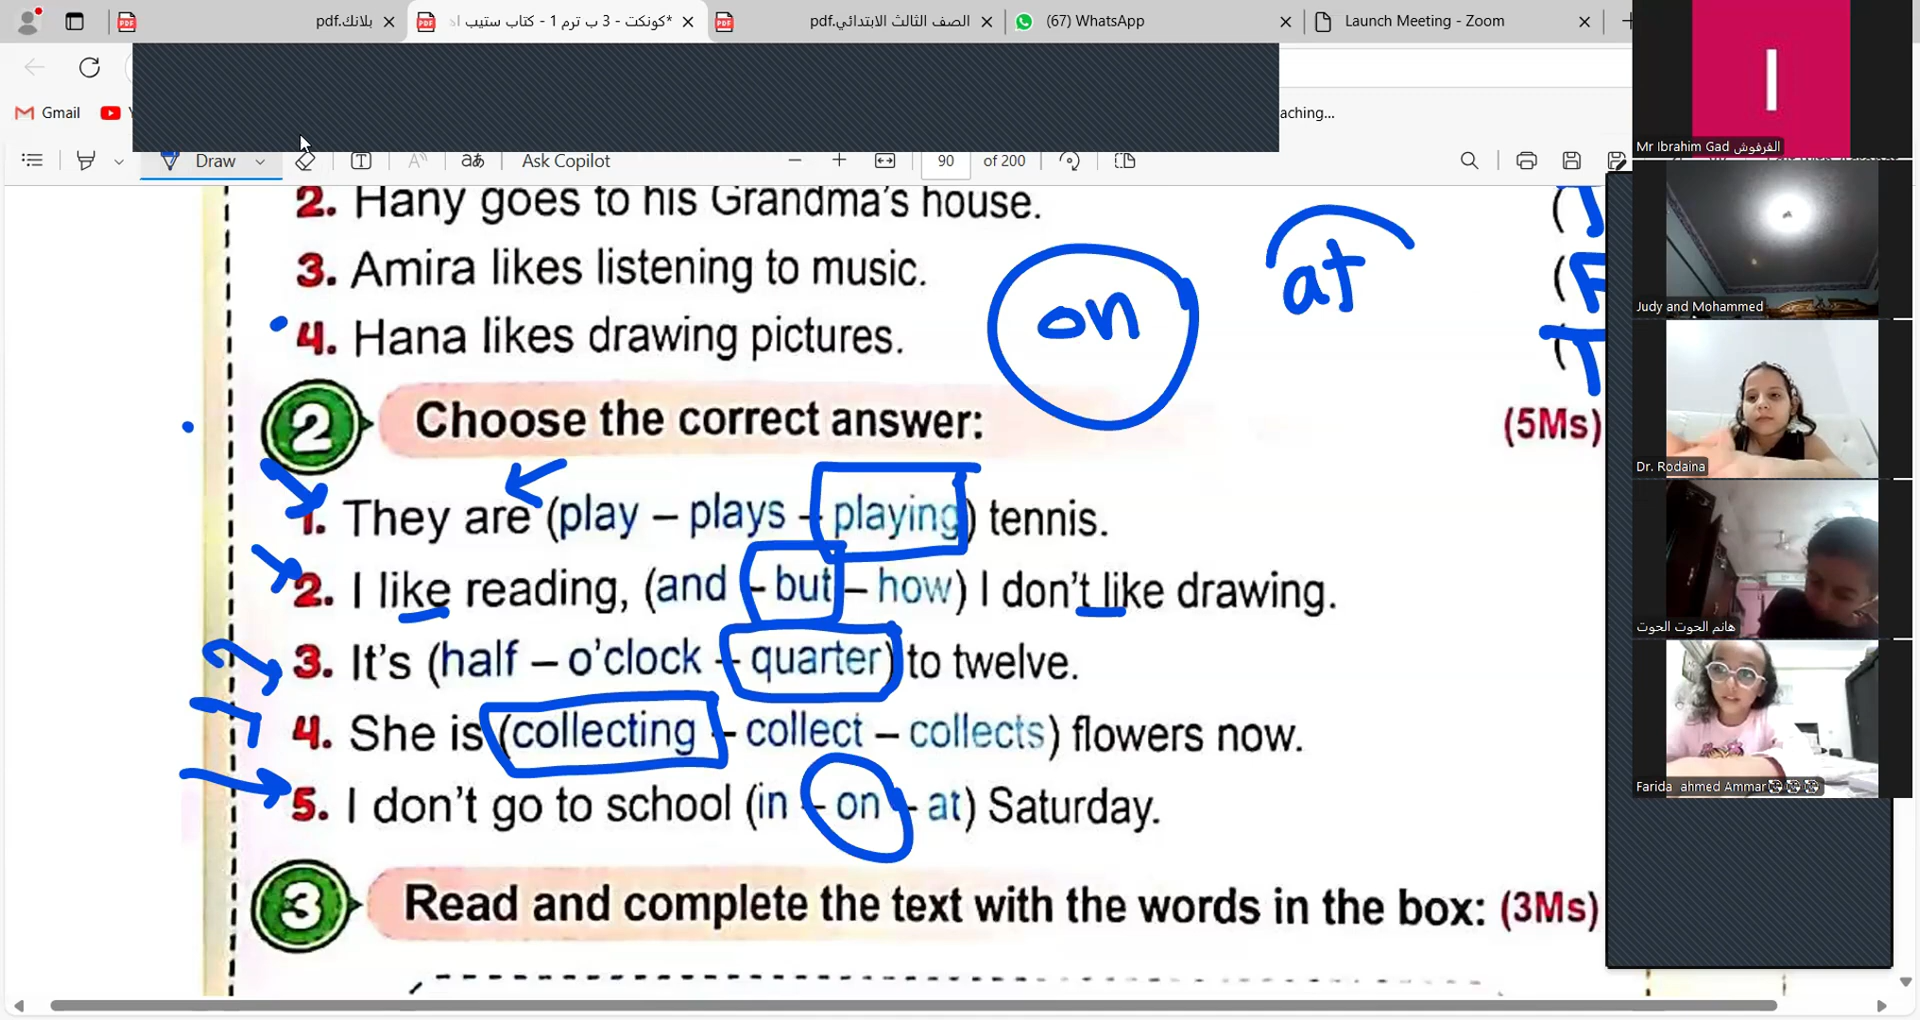 بلانك.pdf
*كونكت - 3 ب ترم 1 - كتاب ستيب اد
الصف الثالث الابتدائي.pdf
(67) WhatsApp
Launch Meeting - Zoom
Gmail
aching...
Draw
Ask Copilot
90 of 200
Mr Ibrahim Gad الفرفوش
2. Hany goes to his Grandma's house.
3. Amira likes listening to music.
4. Hana likes drawing pictures.
on
at
T
2 Choose the correct answer: (5Ms)
1. They are (play – plays – playing) tennis.
2. I like reading, (and – but – how) I don't like drawing.
3. It's (half – o'clock – quarter) to twelve.
4. She is (collecting – collect – collects) flowers now.
5. I don't go to school (in – on – at) Saturday.
3 Read and complete the text with the words in the box: (3Ms)
Judy and Mohammed
Dr. Rodaina
هانم الحوت الحوت
Farida ahmed Ammar